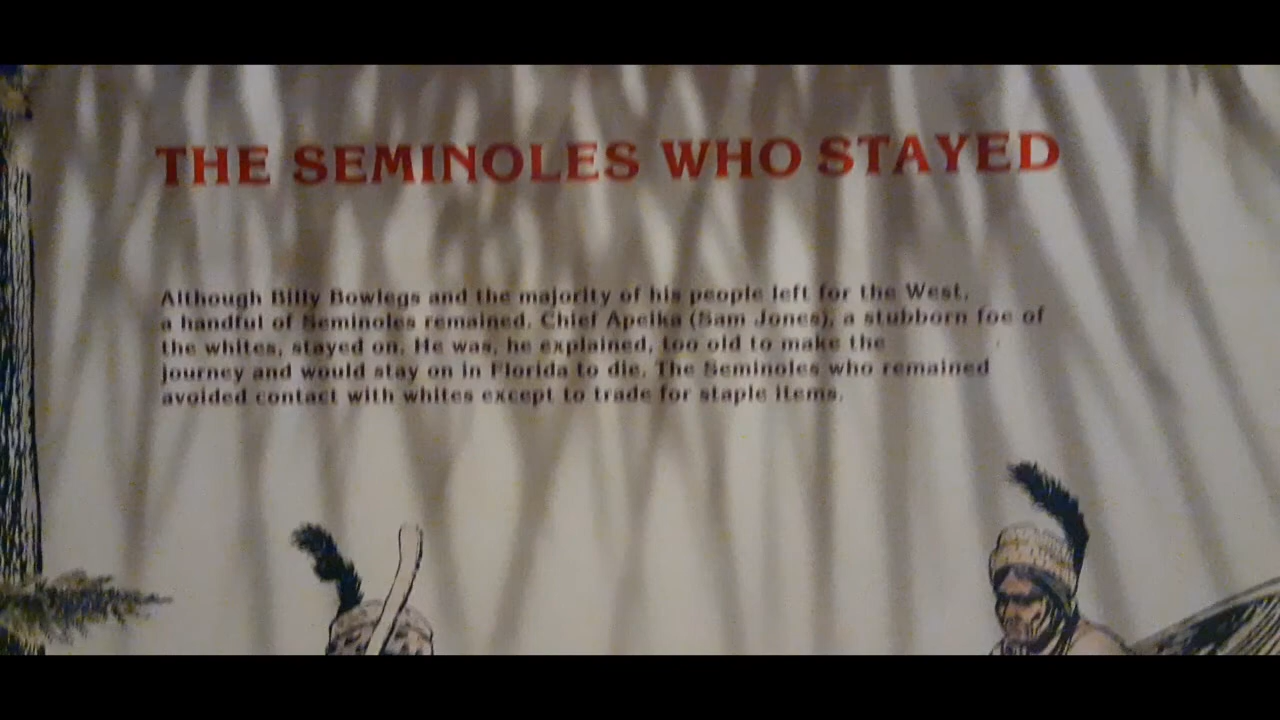 THE SEMINOLES WHO STAYED
Although Billy Bowlegs and the majority of his people left for the West,
a handful of Seminoles remained. Chief Apeika (Sam Jones), a stubborn foe of
the whites, stayed on. He was, he explained, too old to make the
journey and would stay on in Florida to die. The Seminoles who remained
avoided contact with whites except to trade for staple items.